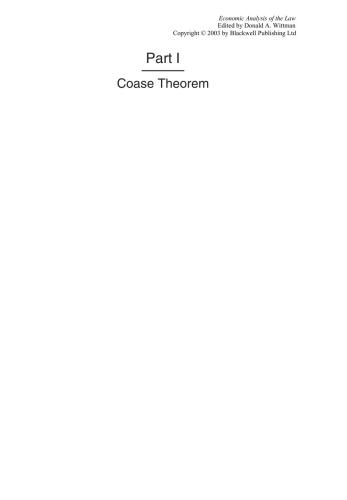 Economic Analysis of the Law
Edited by Donald A. Wittman
Copyright © 2003 by Blackwell Publishing Ltd
Part I
Coase Theorem